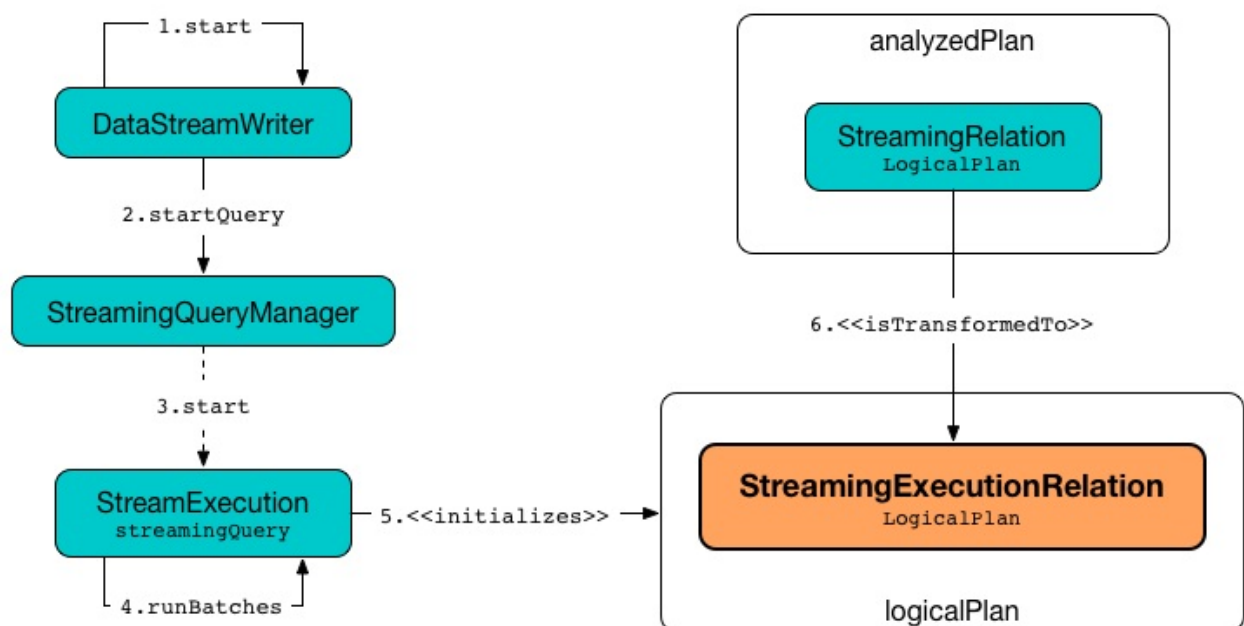 1.start
DataStreamWriter
2.startQuery
StreamingQueryManager
3.start
StreamExecution
streamingQuery
4.runBatches
5.<<initializes>>
analyzedPlan
StreamingRelation
LogicalPlan
6.<<isTransformedTo>>
StreamingExecutionRelation
LogicalPlan
logicalPlan